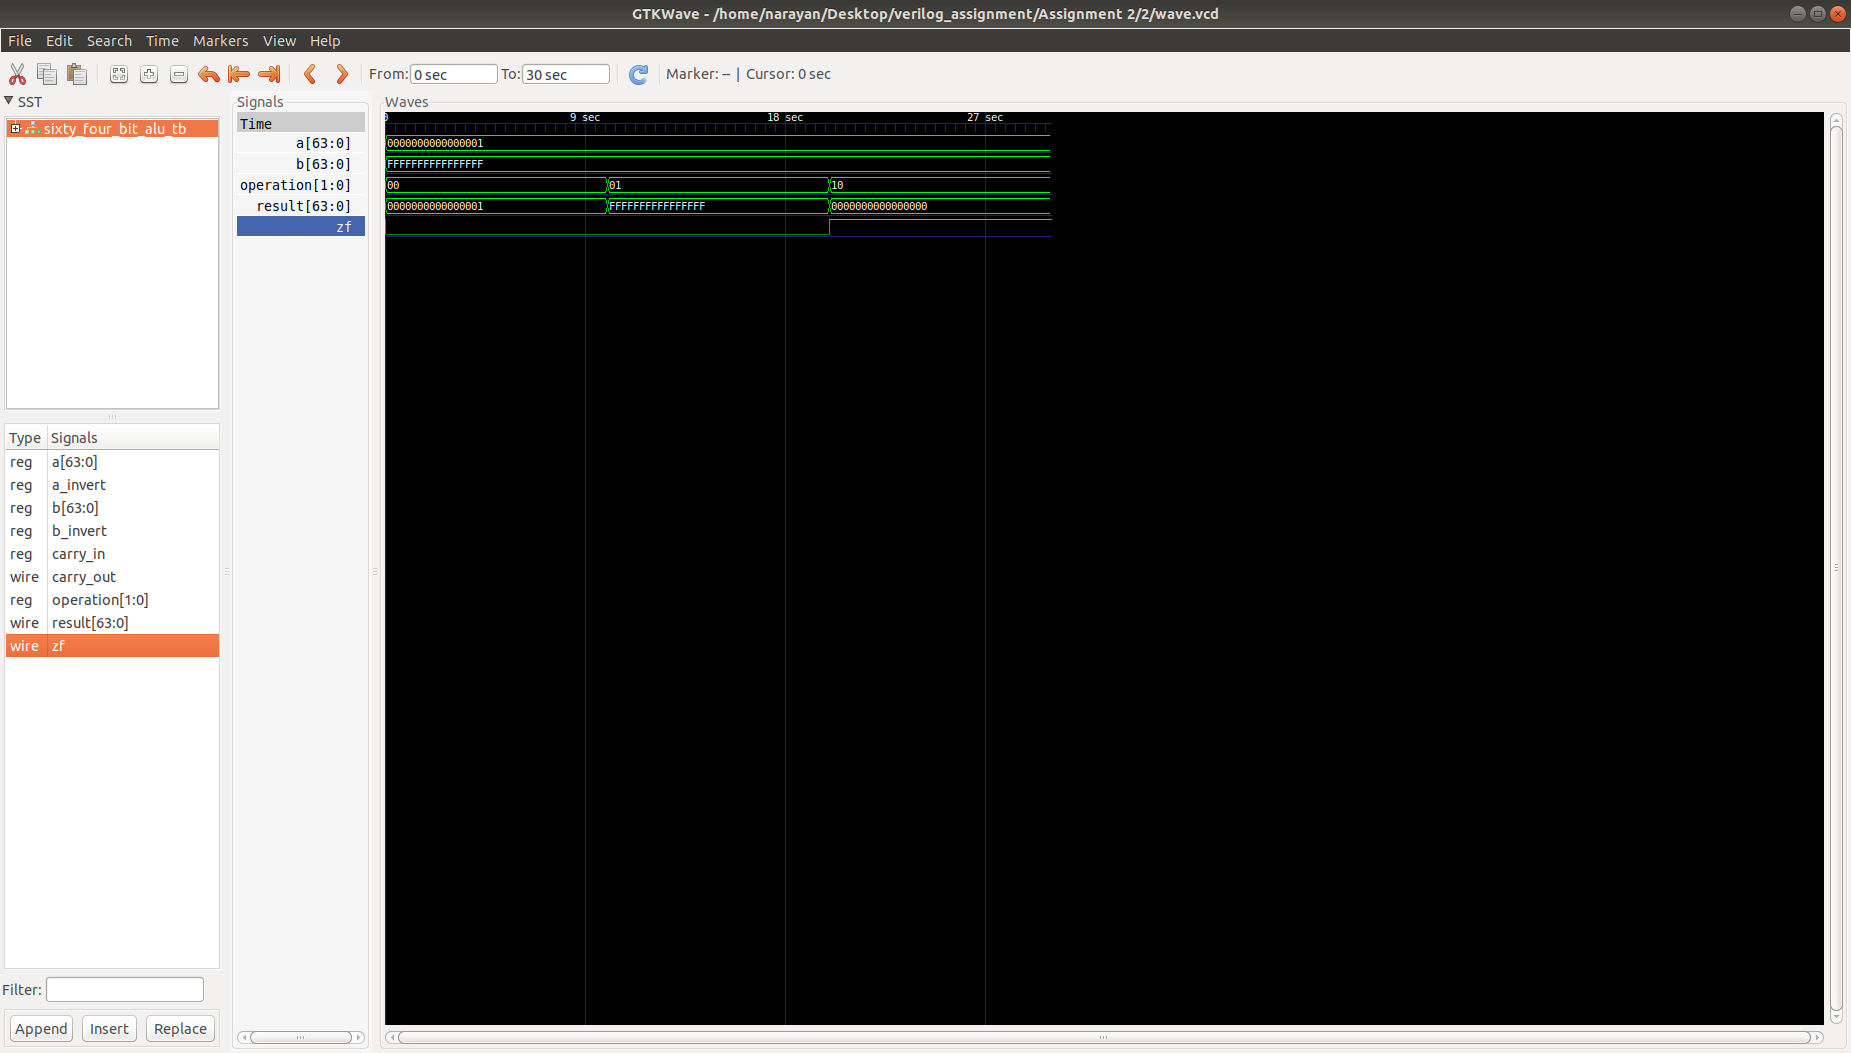 GTKWave - /home/narayan/Desktop/verilog_assignment/Assignment 2/2/wave.vcd
File Edit Search Time Markers View Help
From: 0 sec To: 30 sec Marker: -- | Cursor: 0 sec
SST
sixty_four_bit_alu_tb
Type Signals
reg a[63:0]
reg a_invert
reg b[63:0]
reg b_invert
reg carry_in
wire carry_out
reg operation[1:0]
wire result[63:0]
wire zf
Filter:
Append Insert Replace
Signals
Time
a[63:0]
b[63:0]
operation[1:0]
result[63:0]
zf
Waves
0 9 sec 18 sec 27 sec
0000000000000001
FFFFFFFFFFFFFFFF
00 01 10
0000000000000001 FFFFFFFFFFFFFFFF 0000000000000000